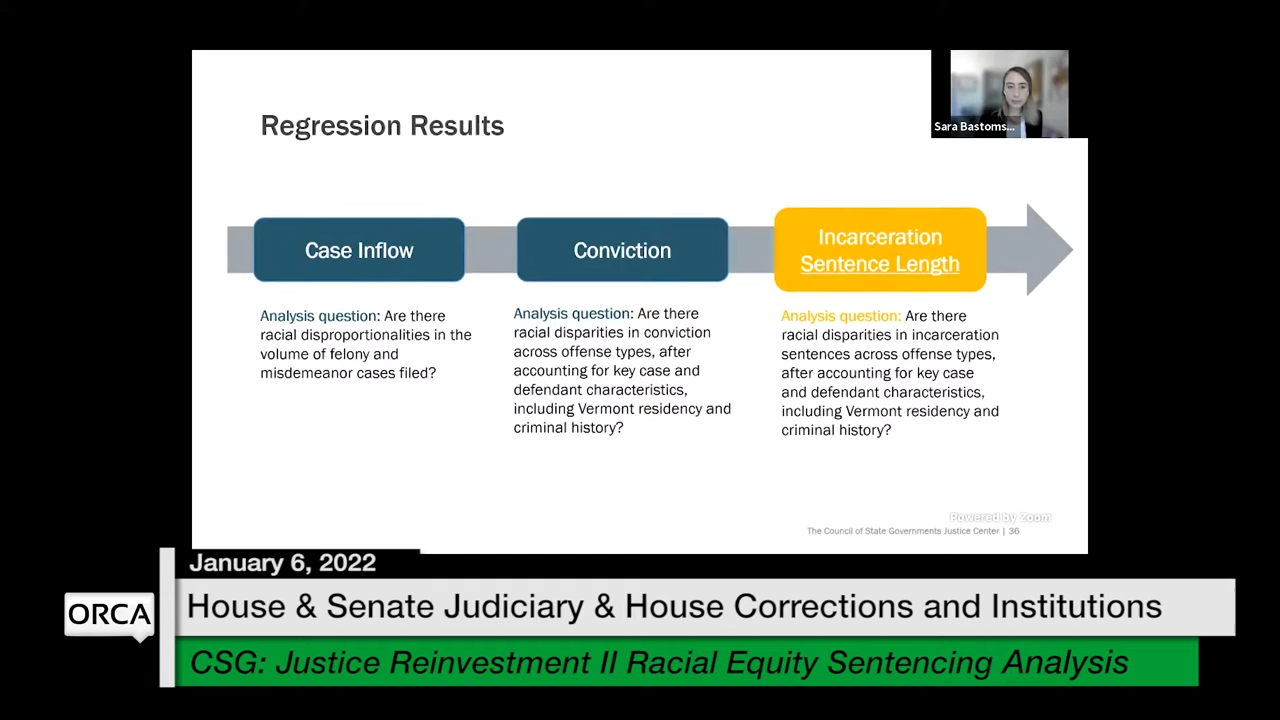 Sara Bastoms...
Regression Results
Case Inflow
Analysis question: Are there
racial disproportionalities in the
volume of felony and
misdemeanor cases filed?
Conviction
Analysis question: Are there
racial disparities in conviction
across offense types, after
accounting for key case and
defendant characteristics,
including Vermont residency and
criminal history?
Incarceration
Sentence Length
Analysis question: Are there
racial disparities in incarceration
sentences across offense types,
after accounting for key case
and defendant characteristics,
including Vermont residency and
criminal history?
Powered by Zoom
The Council of State Governments Justice Center | 36
January 6, 2022
ORCA
House & Senate Judiciary & House Corrections and Institutions
CSG: Justice Reinvestment II Racial Equity Sentencing Analysis